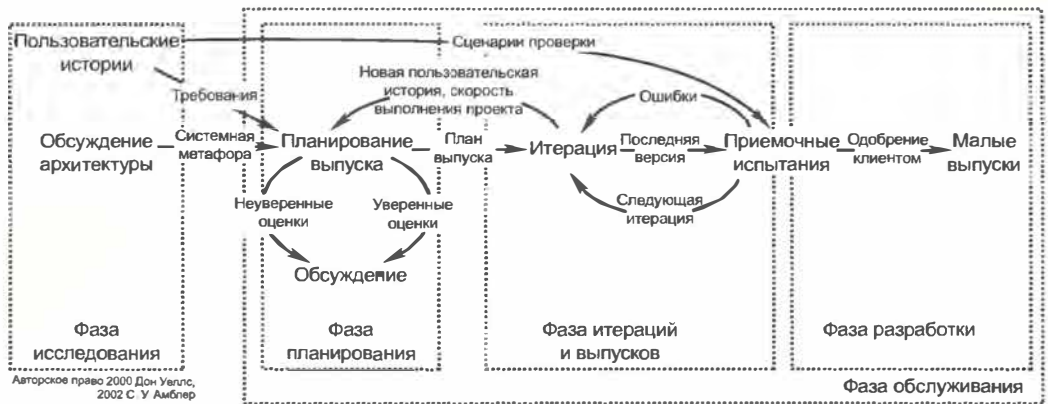 Пользовательские
истории
Сценарии проверки
Новая пользовательская
история, скорость
выполнения проекта
Ошибки
Требования
Обсуждение
архитектуры
Системная
метафора
Планирование
выпуска
План
выпуска
Итерация
Последняя
версия
Приемочные
испытания
Одобрение
клиентом
Малые
выпуски
Неуверенные
оценки
Уверенные
оценки
Следующая
итерация
Обсуждение
Фаза
исследования
Фаза
планирования
Фаза итераций
и выпусков
Фаза разработки
Авторское право 2000 Дон Уеллс,
2002 С. У. Амблер
Фаза обслуживания